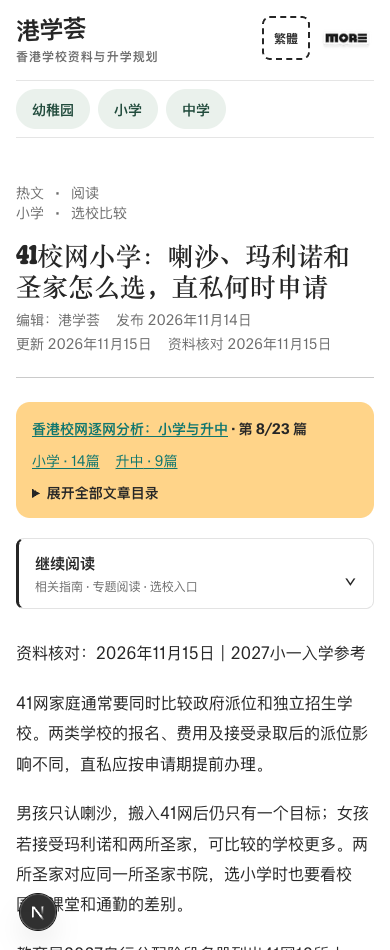 港学荟
香港学校资料与升学规划
繁體
MORE
幼稚园
小学
中学
热文 • 阅读
小学 • 选校比较
41校网小学：喇沙、玛利诺和
圣家怎么选，直私何时申请
编辑：港学荟 发布 2026年11月14日
更新 2026年11月15日 资料核对 2026年11月15日
香港校网逐网分析：小学与升中 · 第 8/23 篇
小学 · 14篇 升中 · 9篇
▶ 展开全部文章目录
继续阅读
相关指南 · 专题阅读 · 选校入口
资料核对：2026年11月15日｜2027小一入学参考
41网家庭通常要同时比较政府派位和独立招生学
校。两类学校的报名、费用及接受录取后的派位影
响不同，直私应按申请期提前办理。
男孩只认喇沙，搬入41网后仍只有一个目标；女孩
若接受玛利诺和两所圣家，可比较的学校更多。两
所圣家对应同一所圣家书院，选小学时也要看校
课堂和通勤的差别。
N